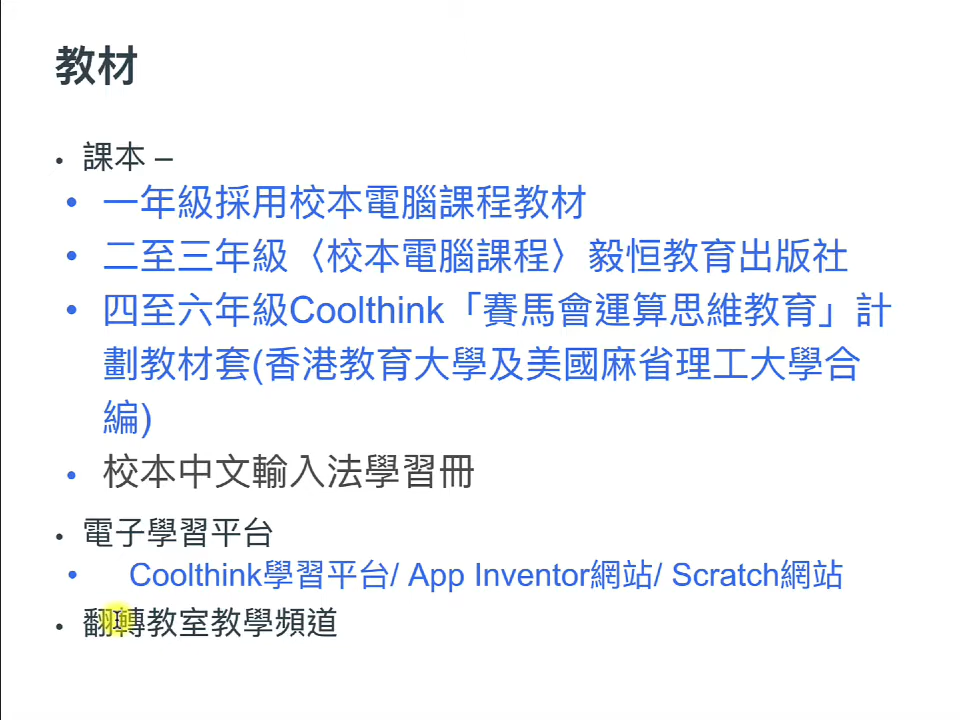 教材
• 課本 –
• 一年級採用校本電腦課程教材
• 二至三年級〈校本電腦課程〉毅恒教育出版社
• 四至六年級Coolthink「賽馬會運算思維教育」計
劃教材套(香港教育大學及美國麻省理工大學合
編)
• 校本中文輸入法學習冊
• 電子學習平台
• Coolthink學習平台/ App Inventor網站/ Scratch網站
• 翻轉教室教學頻道